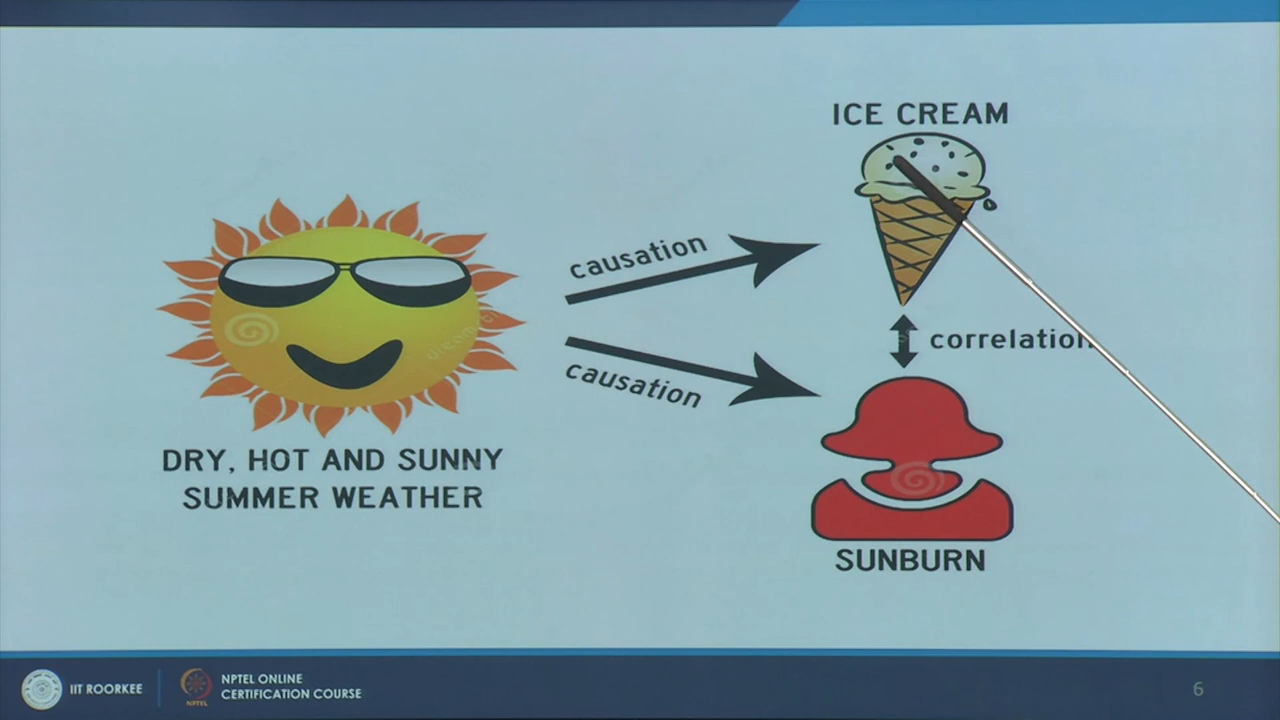 ICE CREAM
causation
correlation
causation
DRY, HOT AND SUNNY
SUMMER WEATHER
SUNBURN
IIT ROORKEE
NPTEL ONLINE
CERTIFICATION COURSE
NPTEL
6